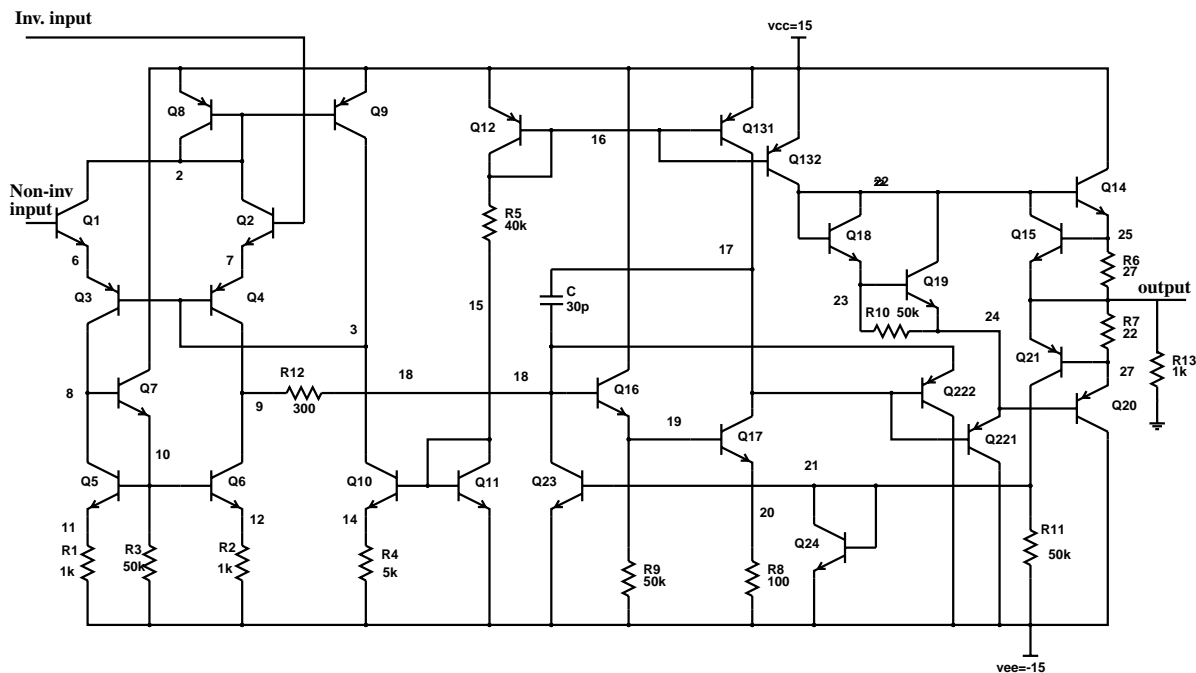 Inv. input
vcc=15
Q8
Q9
Q12
16
Q131
Q132
2
22
Q14
Non-inv
input
Q1
Q2
R5
40k
Q18
Q15
25
6
7
17
R6
27
Q3
Q4
C
30p
Q19
output
15
23
R10 50k
24
3
R7
22
Q21
R13
1k
R12
300
18
18
8
Q7
9
Q16
Q222
27
Q20
19
Q17
Q221
10
Q5
Q6
Q10
Q11
Q23
21
11
12
14
20
R11
50k
Q24
R1
1k
R3
50k
R2
1k
R4
5k
R9
50k
R8
100
vee=-15